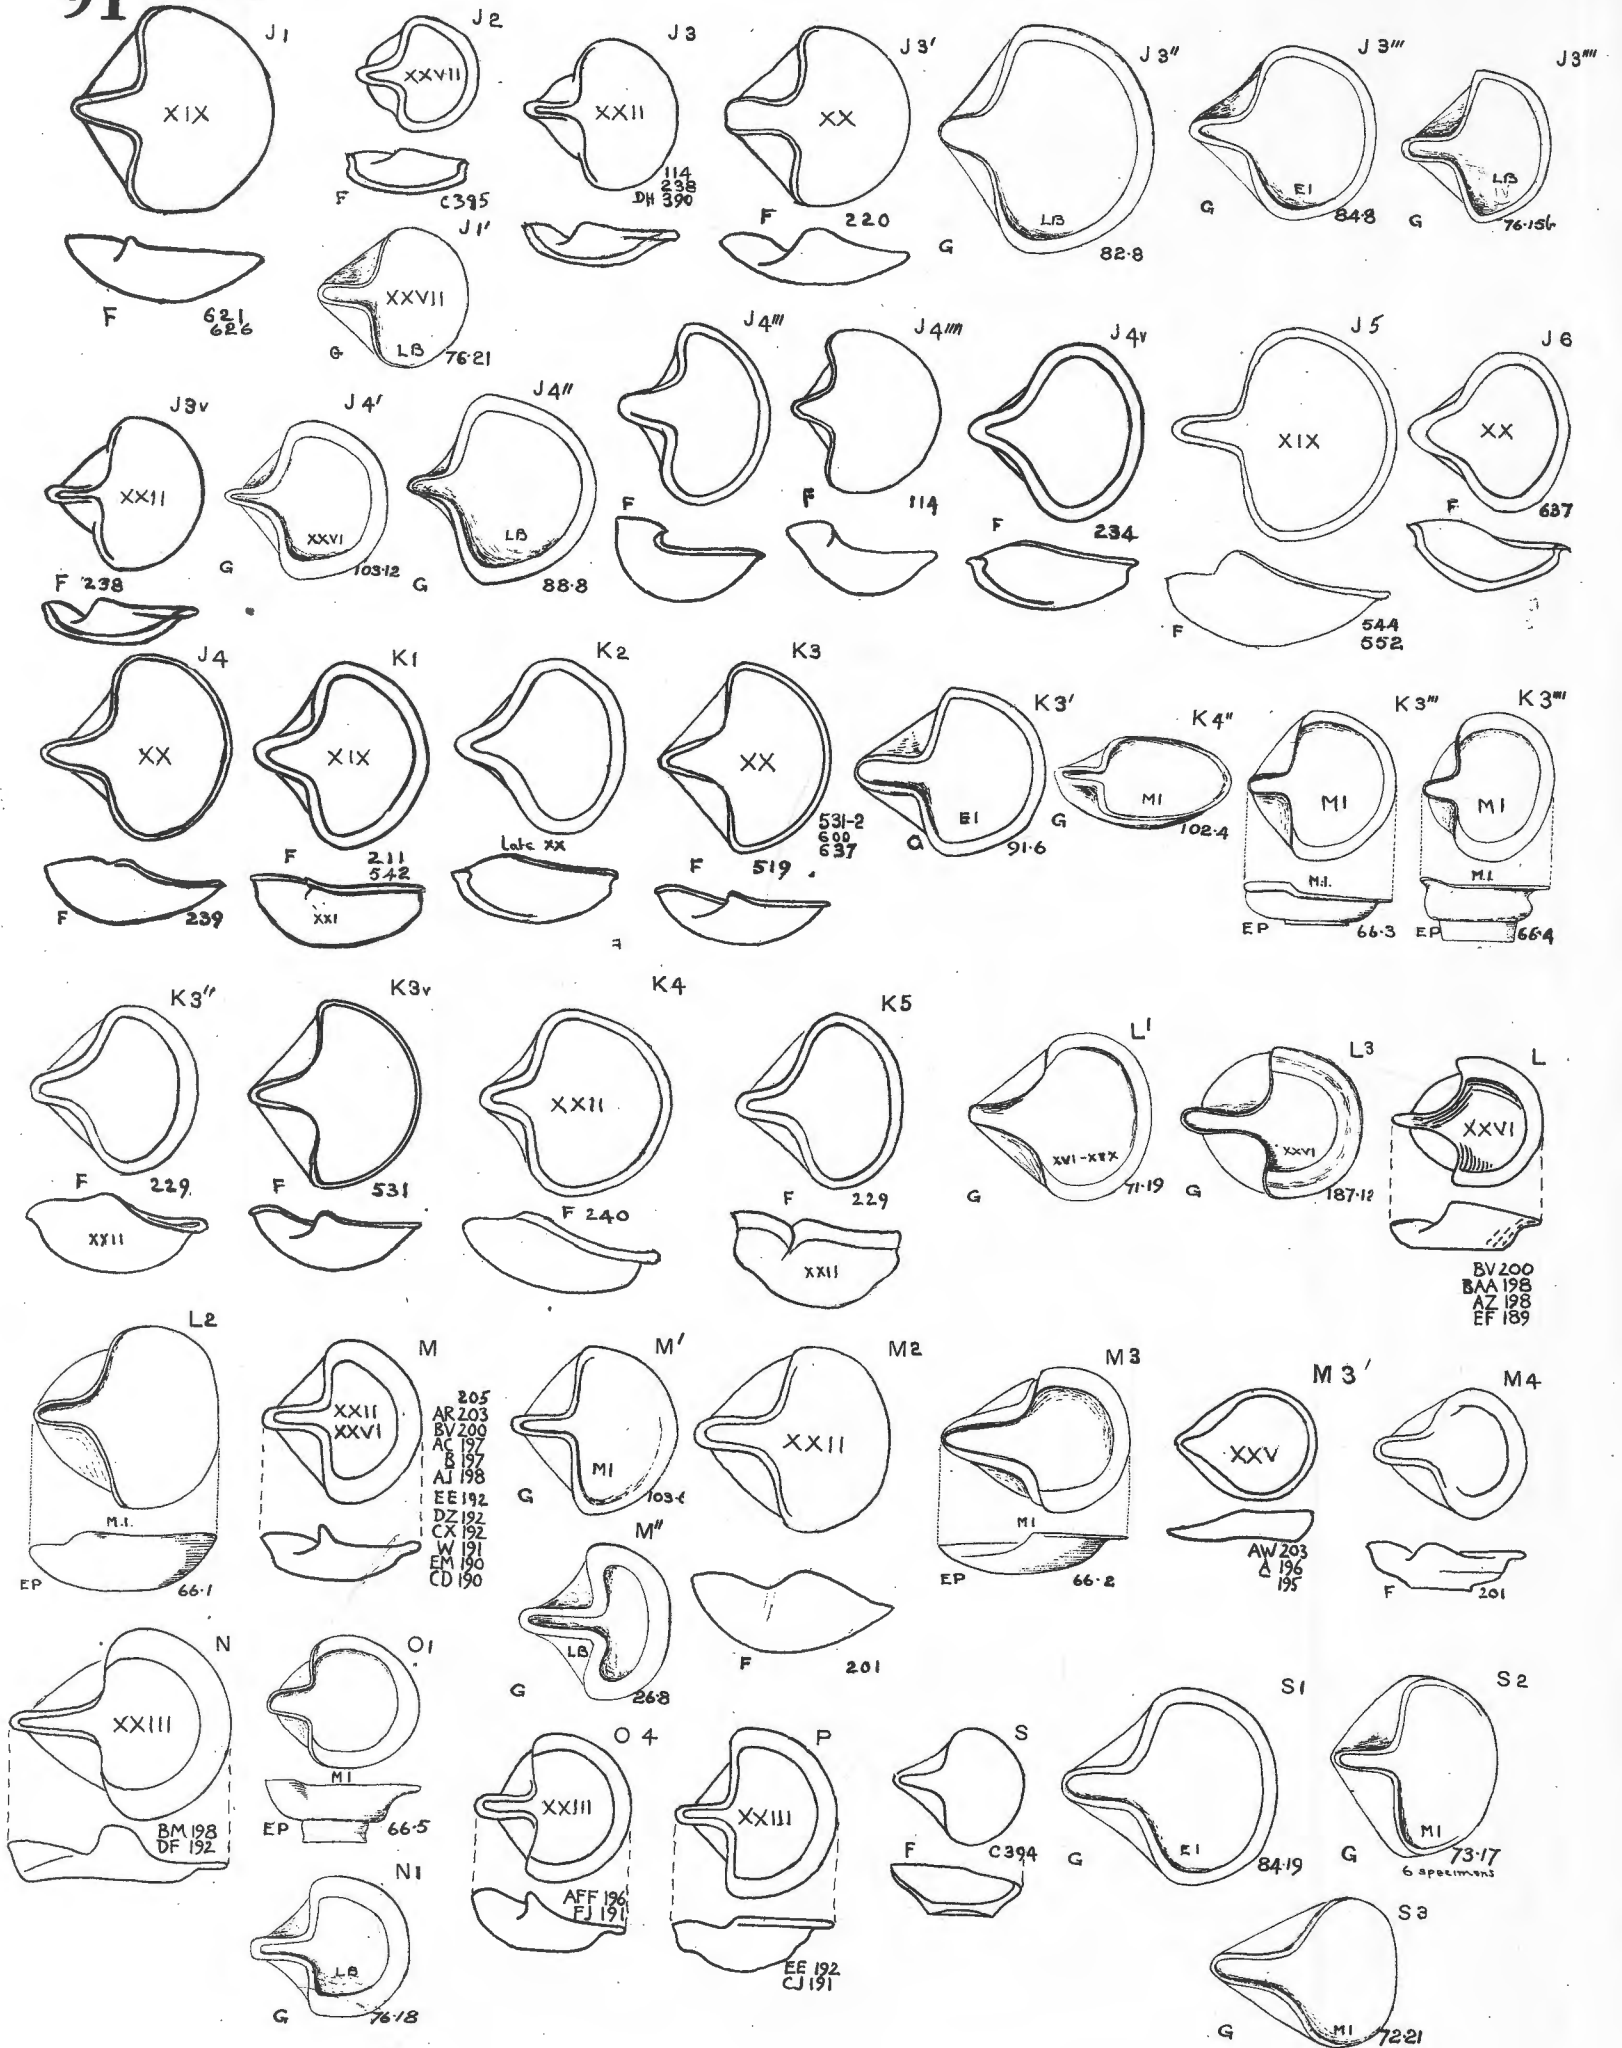 91
J1
XIX
F
621
626
J2
XXVII
F
C395
J1'
XXVII
G
LB
76·21
J3
XXII
114
238
DH 390
J3'
XX
F
220
J3''
LB
G
82·8
J3'''
EI
G
84·8
J3''''
LB
IV
G
J3v
XXII
F 238
J4'
XXVI
G
103·12
J4''
LB
G
88·8
J4'''
F
J4''''
F
114
J4v
F
234
J5
XIX
F
544
552
J6
XX
F
637
J4
XX
F
239
K1
XIX
F
211
542
XXI
K2
Late XX
K3
XX
531-2
600
637
F
519
K3'
EI
G
91·6
K4''
MI
G
102·4
K3'''
MI
M.I.
EP
66·3
K3''''
MI
M.I.
EP
66·4
K3''
F
229
XXII
K3v
F
531
K4
XXII
F 240
K5
F
229
XXII
L1
G
71·19
L3
XXVI
G
187·12
L
XXVI
BV 200
BAA 198
AZ 198
EF 189
L2
M.I.
EP
66·1
M
XXII
XXVI
205
AR 203
BV 200
AC 197
B 197
AJ 198
EE 192
DZ 192
CX 192
W 191
EM 190
CD 190
M'
MI
G
M''
LB
G
26·8
M2
XXII
F
201
M3
MI
EP
66·2
M3'
XXV
AW 203
A 196
C 195
M4
F
201
N
XXIII
BM 198
DF 192
O1
MI
EP
66·5
N1
LB
G
76·18
O4
XXIII
AFF 196
FJ 191
P
XXIII
EE 192
CJ 191
S
F
C394
S1
EI
G
84·19
S2
MI
G
73·17
6 specimens
S3
MI
G
72·21